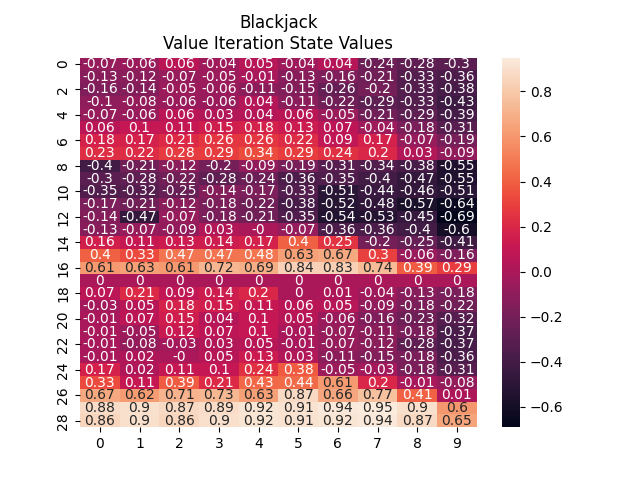 Blackjack
Value Iteration State Values
0 -0.07 -0.06 0.06 -0.04 0.05 -0.04 0.04 -0.24 -0.28 -0.3
-0.13 -0.12 -0.07 -0.05 -0.01 -0.13 -0.16 -0.21 -0.33 -0.36
2 -0.16 -0.14 -0.05 -0.06 -0.11 -0.15 -0.26 -0.2 -0.33 -0.38 0.8
-0.1 -0.08 -0.06 -0.06 0.04 -0.11 -0.22 -0.29 -0.33 -0.43
4 -0.07 -0.06 0.06 0.03 0.04 0.06 -0.05 -0.21 -0.29 -0.39
0.06 0.1 0.11 0.15 0.18 0.13 0.07 -0.04 -0.18 -0.31
6 0.18 0.17 0.21 0.26 0.26 0.22 0.09 0.17 -0.07 -0.19 0.6
0.23 0.22 0.28 0.29 0.34 0.29 0.24 0.2 0.03 -0.09
8 -0.4 -0.21 -0.12 -0.2 -0.09 -0.19 -0.31 -0.34 -0.38 -0.55
-0.3 -0.28 -0.22 -0.28 -0.24 -0.36 -0.35 -0.4 -0.47 -0.55 0.4
10 -0.35 -0.32 -0.25 -0.14 -0.17 -0.33 -0.51 -0.44 -0.46 -0.51
-0.17 -0.21 -0.12 -0.18 -0.22 -0.38 -0.52 -0.48 -0.57 -0.64
12 -0.14 -0.47 -0.07 -0.18 -0.21 -0.35 -0.54 -0.53 -0.45 -0.69
-0.13 -0.07 -0.09 0.03 -0 -0.07 -0.36 -0.36 -0.4 -0.6 0.2
14 0.16 0.11 0.13 0.14 0.17 0.4 0.25 -0.2 -0.25 -0.41
0.4 0.33 0.47 0.47 0.48 0.63 0.67 0.3 -0.06 -0.16
16 0.61 0.63 0.61 0.72 0.69 0.84 0.83 0.74 0.39 0.29 0.0
0 0 0 0 0 0 0 0 0 0
18 0.07 0.21 0.09 0.14 0.2 0 0.01 -0.04 -0.13 -0.18
-0.03 0.05 0.18 0.15 0.11 0.06 0.05 -0.09 -0.18 -0.22
20 -0.01 0.07 0.15 0.04 0.1 0.05 -0.06 -0.16 -0.23 -0.32 −0.2
-0.01 -0.05 0.12 0.07 0.1 -0.01 -0.07 -0.11 -0.18 -0.37
22 -0.01 -0.08 -0.03 0.03 0.05 -0.01 -0.07 -0.12 -0.28 -0.37
-0.01 0.02 -0 0.05 0.13 0.03 -0.11 -0.15 -0.18 -0.36 −0.4
24 0.17 0.02 0.11 0.1 0.24 0.38 -0.05 -0.03 -0.18 -0.31
0.33 0.11 0.39 0.21 0.43 0.44 0.61 0.2 -0.01 -0.08
26 0.67 0.62 0.71 0.73 0.63 0.87 0.66 0.77 0.41 0.01
0.88 0.9 0.87 0.89 0.92 0.91 0.94 0.95 0.9 0.6 −0.6
28 0.86 0.9 0.86 0.9 0.92 0.91 0.92 0.94 0.87 0.65
0 1 2 3 4 5 6 7 8 9